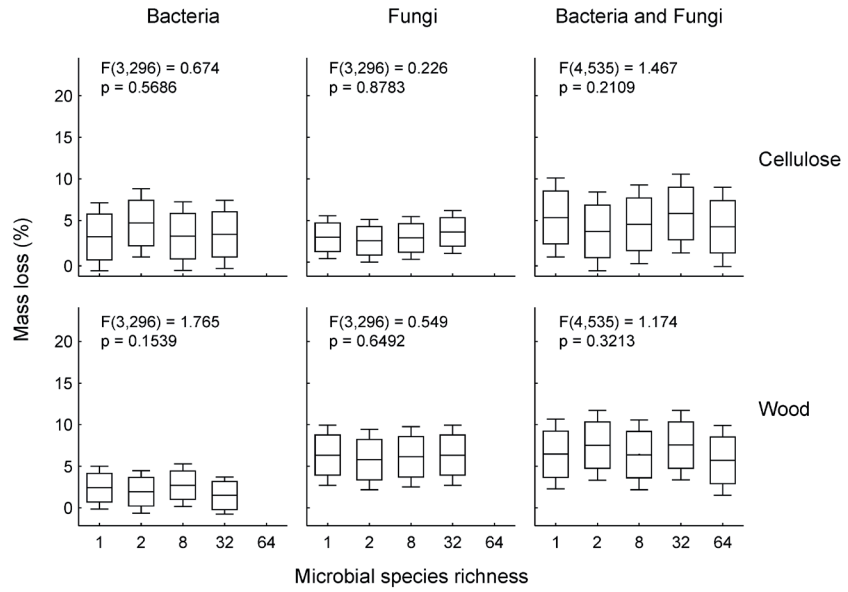 Bacteria
Fungi
Bacteria and Fungi
F(3,296) = 0.674
p = 0.5686
F(3,296) = 0.226
p = 0.8783
F(4,535) = 1.467
p = 0.2109
20
15
10
5
0
Cellulose
Mass loss (%)
F(3,296) = 1.765
p = 0.1539
F(3,296) = 0.549
p = 0.6492
F(4,535) = 1.174
p = 0.3213
20
15
10
5
0
Wood
1 2 8 32 64
1 2 8 32 64
1 2 8 32 64
Microbial species richness